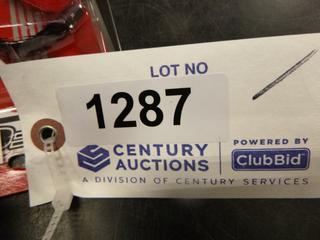 LOT NO
1287
CENTURY
AUCTIONS
POWERED BY
ClubBid
A DIVISION OF CENTURY SERVICES